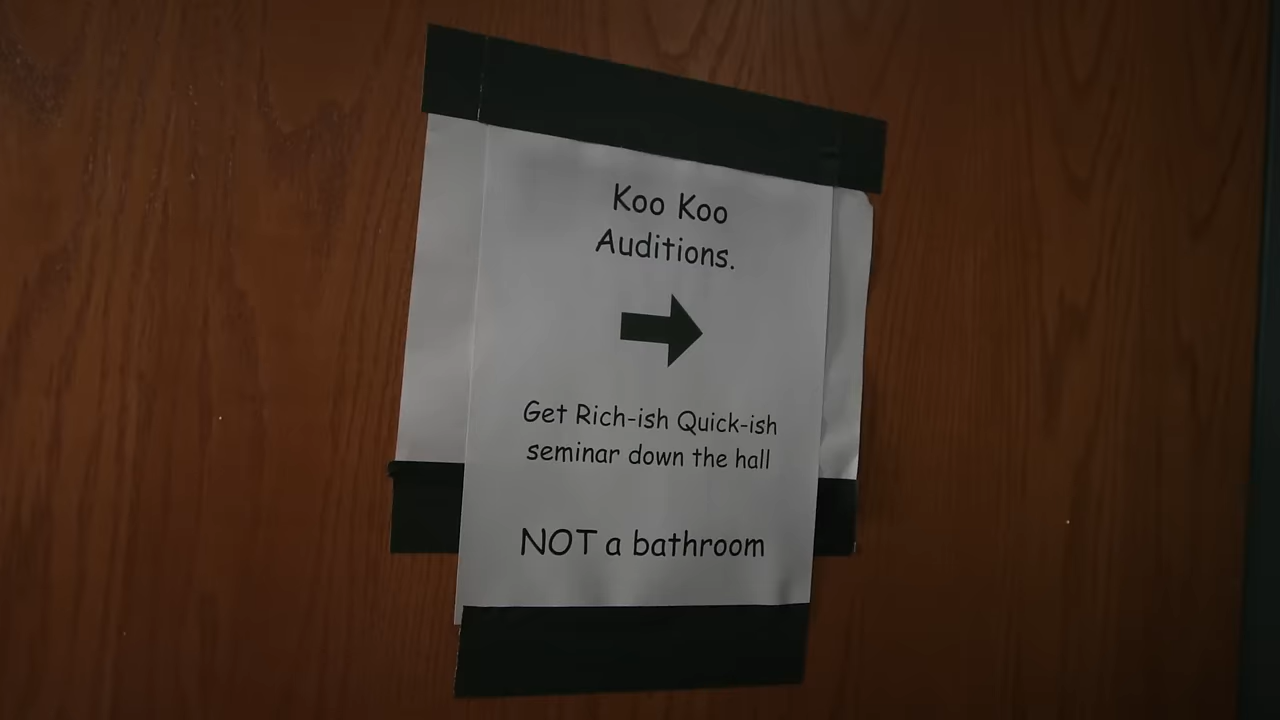 Koo Koo
Auditions.
Get Rich-ish Quick-ish
seminar down the hall
NOT a bathroom